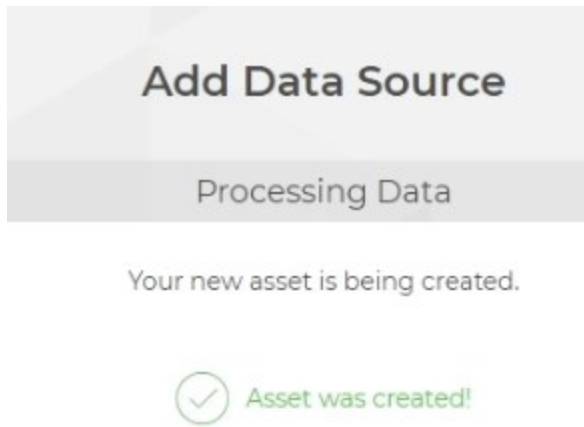 Add Data Source
Processing Data
Your new asset is being created.
Asset was created!